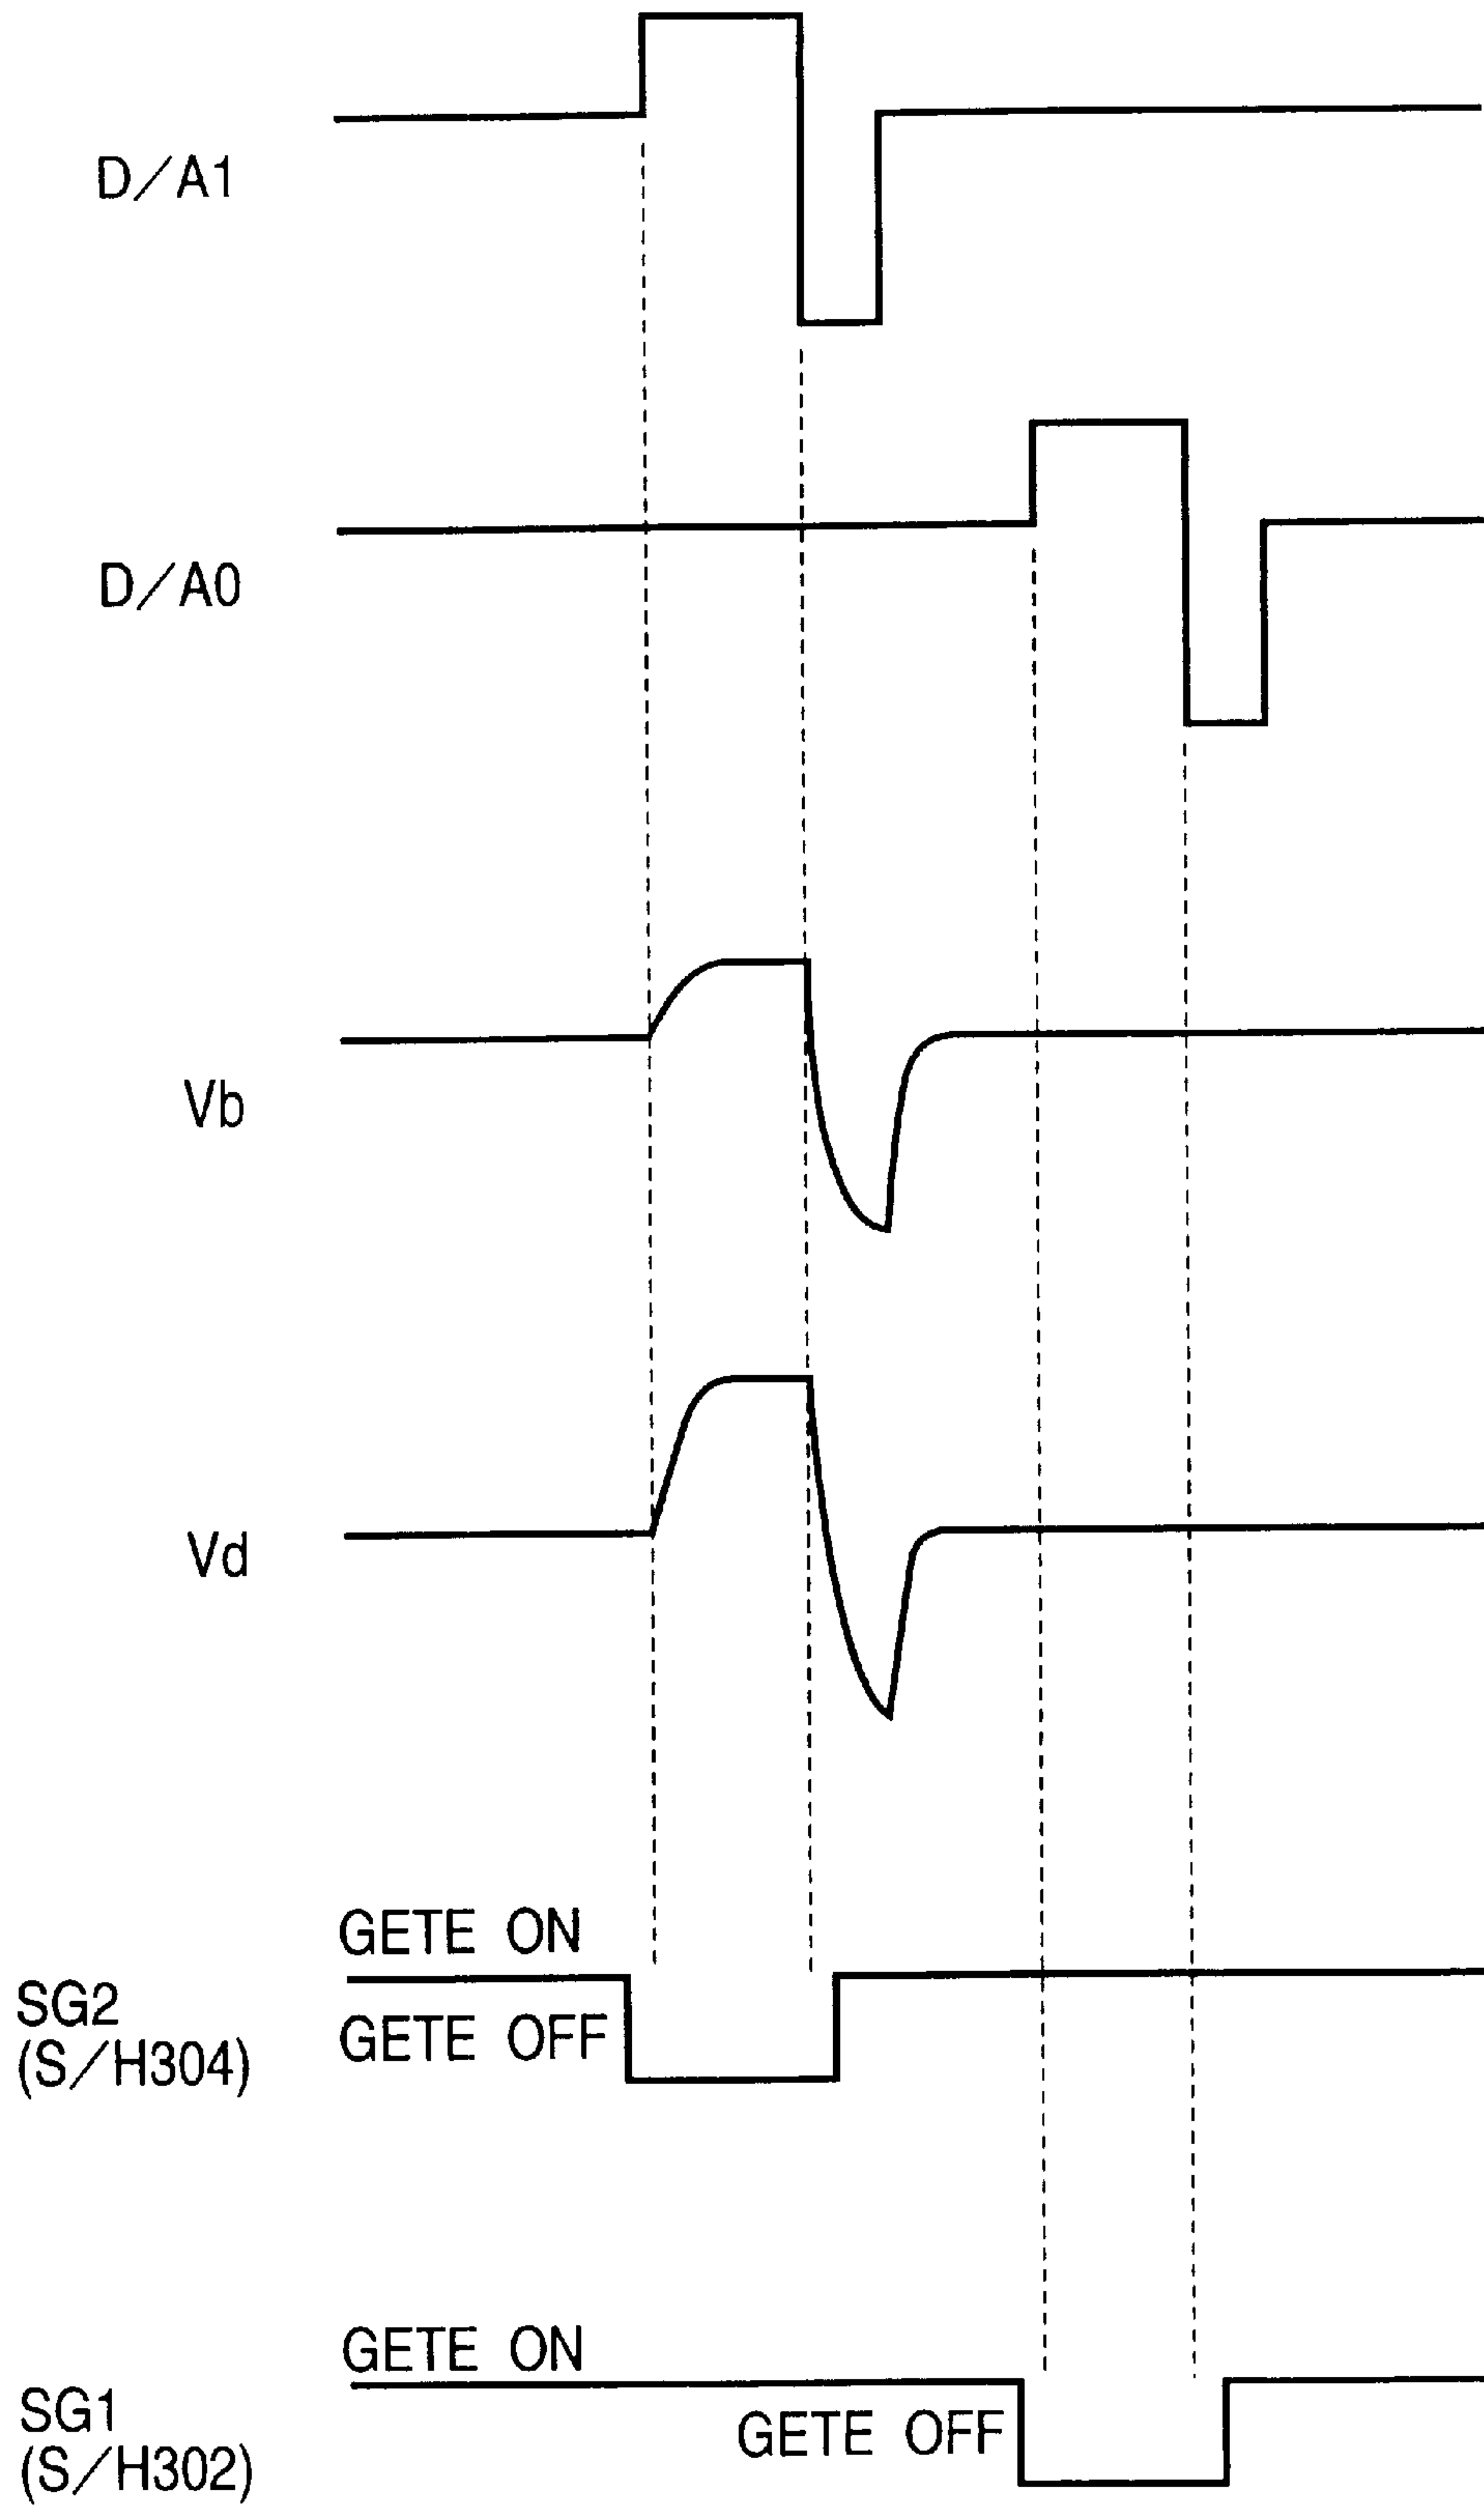 D/A1
D/A0
Vb
Vd
GETE ON
SG2
GETE OFF
(S/H304)
GETE ON
SG1
GETE OFF
(S/H302)